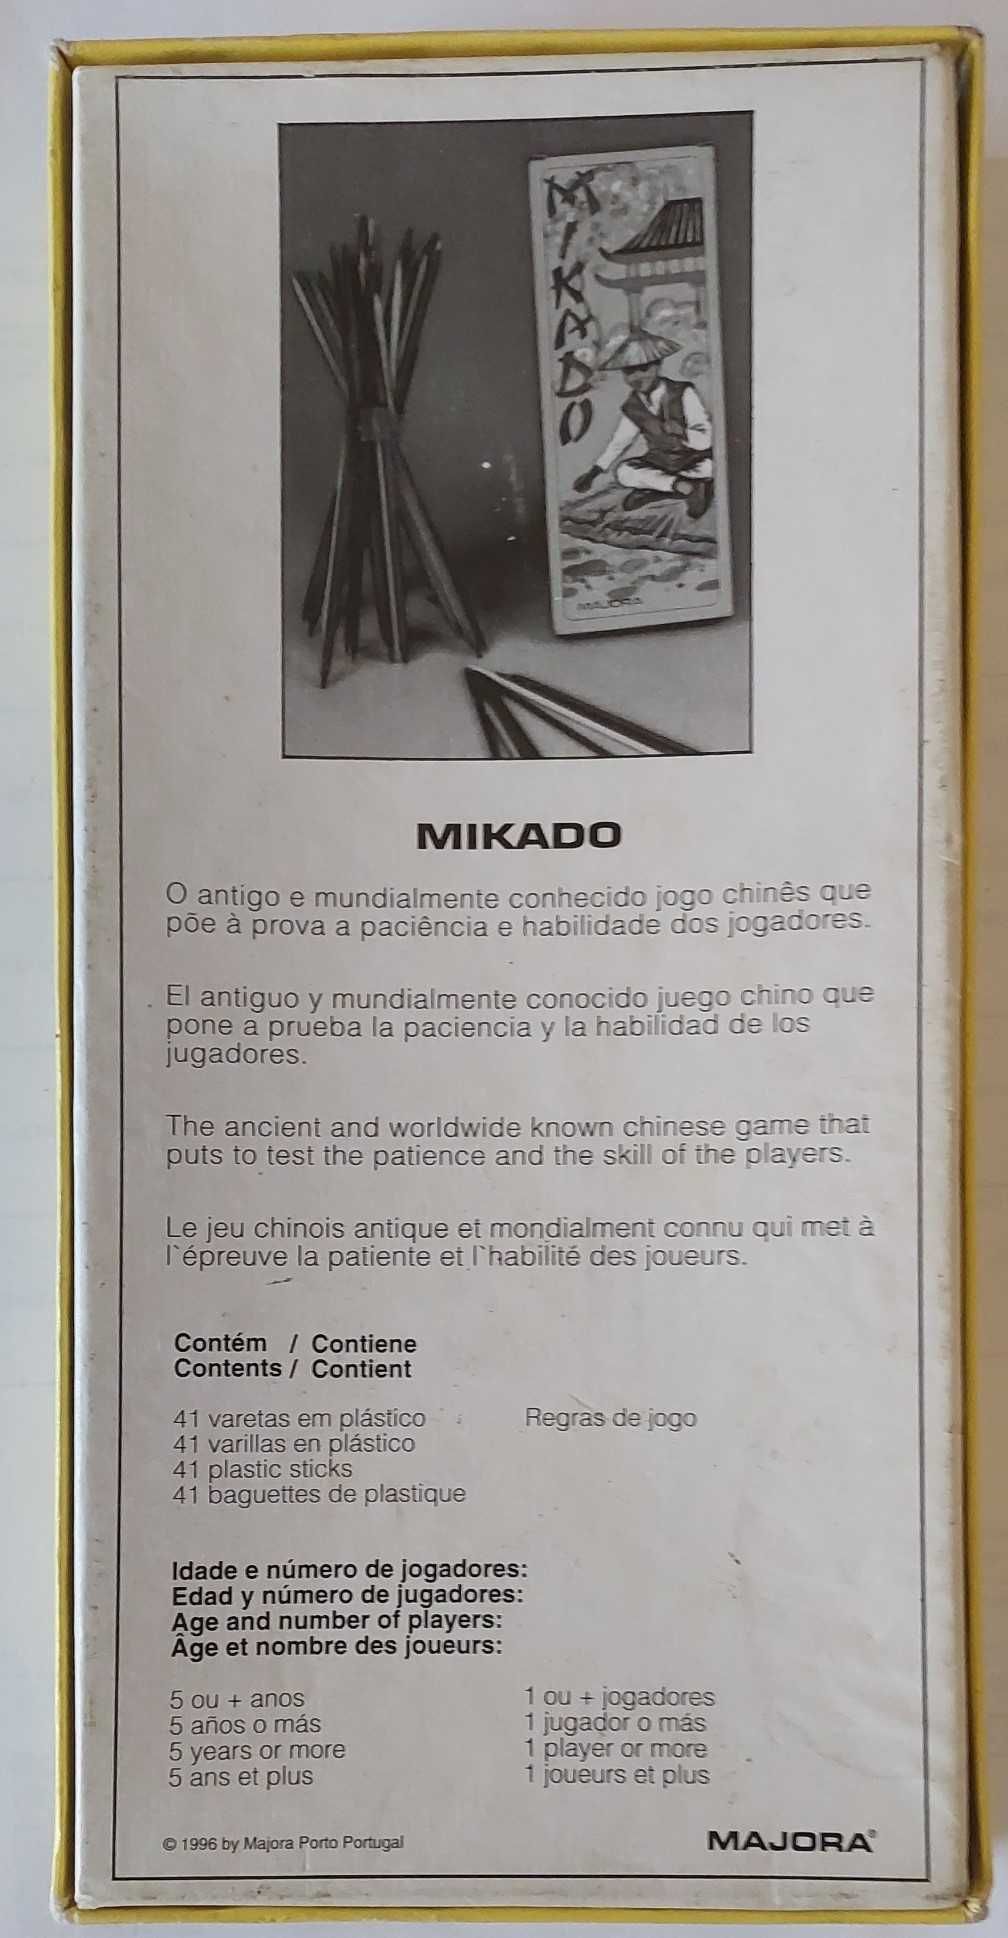 MIKADO
MAJORA
MIKADO
O antigo e mundialmente conhecido jogo chinês que
põe à prova a paciência e habilidade dos jogadores.
El antiguo y mundialmente conocido juego chino que
pone a prueba la paciencia y la habilidad de los
jugadores.
The ancient and worldwide known chinese game that
puts to test the patience and the skill of the players.
Le jeu chinois antique et mondialment connu qui met à
l`épreuve la patiente et l`habilité des joueurs.
Contém / Contiene
Contents / Contient
41 varetas em plástico
41 varillas en plástico
41 plastic sticks
41 baguettes de plastique
Regras de jogo
Idade e número de jogadores:
Edad y número de jugadores:
Age and number of players:
Âge et nombre des joueurs:
5 ou + anos
5 años o más
5 years or more
5 ans et plus
1 ou + jogadores
1 jugador o más
1 player or more
1 joueurs et plus
© 1996 by Majora Porto Portugal
MAJORA®